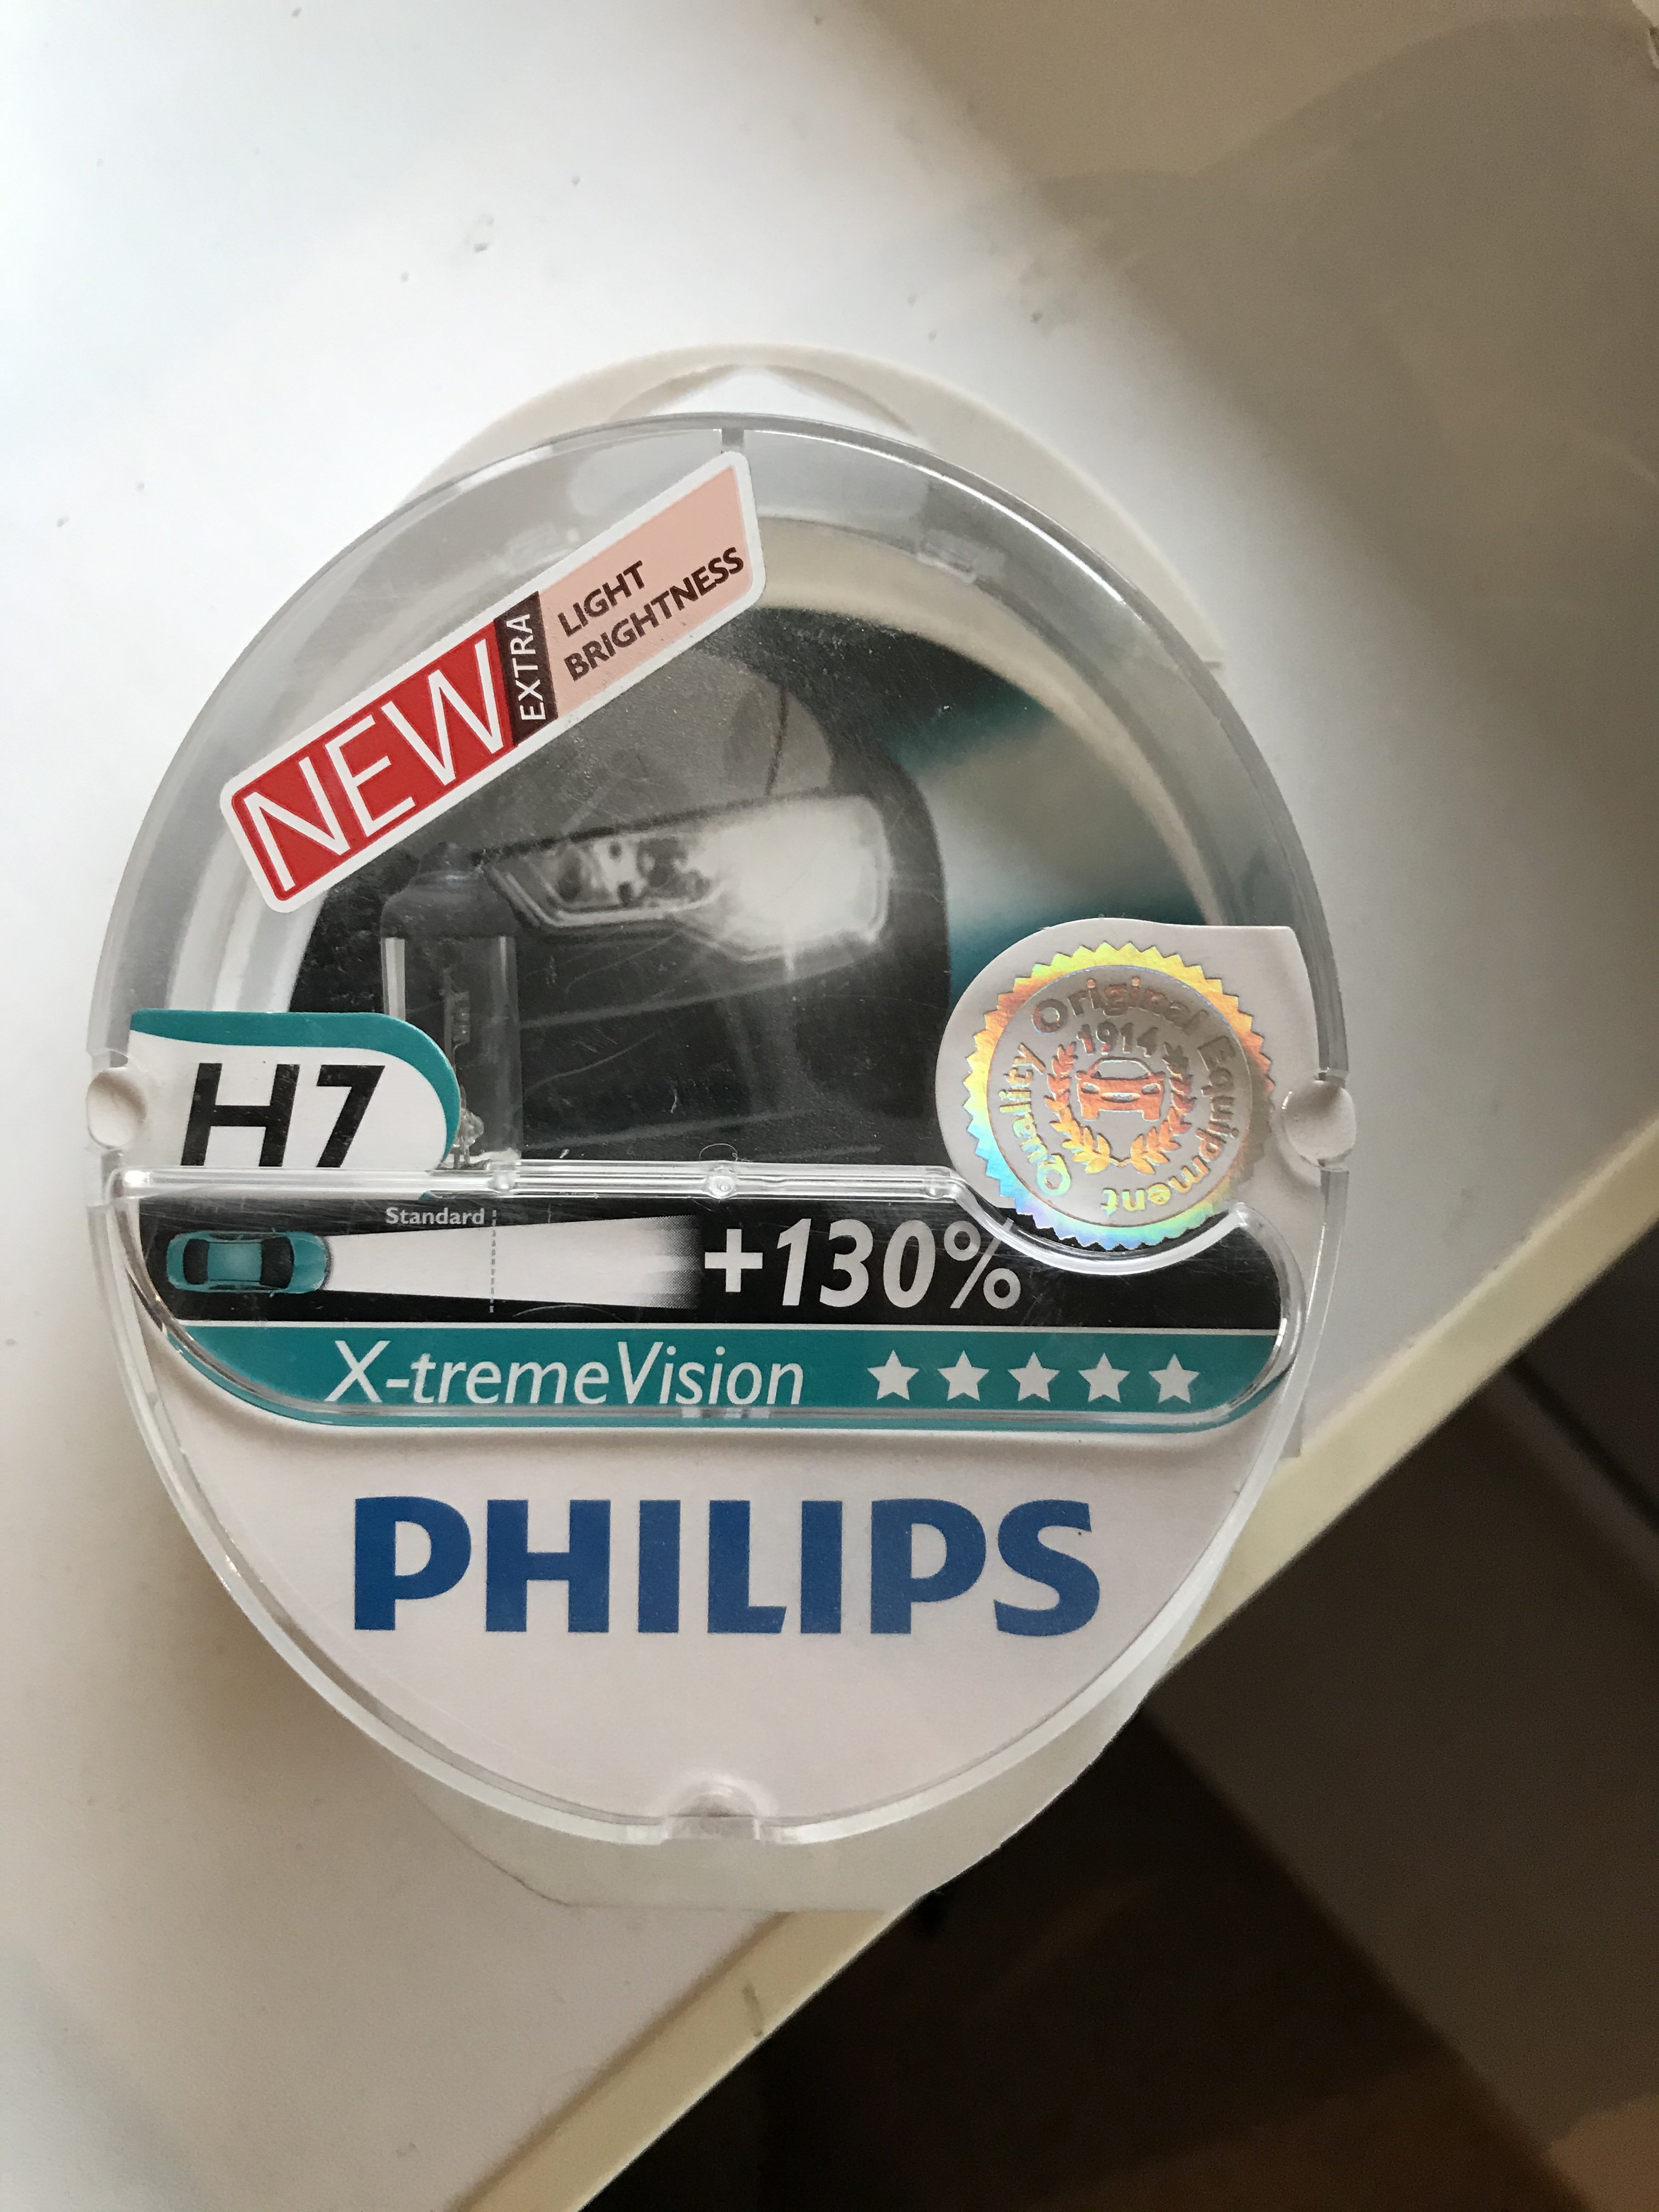 NEW
EXTRA
LIGHT
BRIGHTNESS
Original Equipment
Quality
1914
H7
Standard
+130%
X-tremeVision
PHILIPS